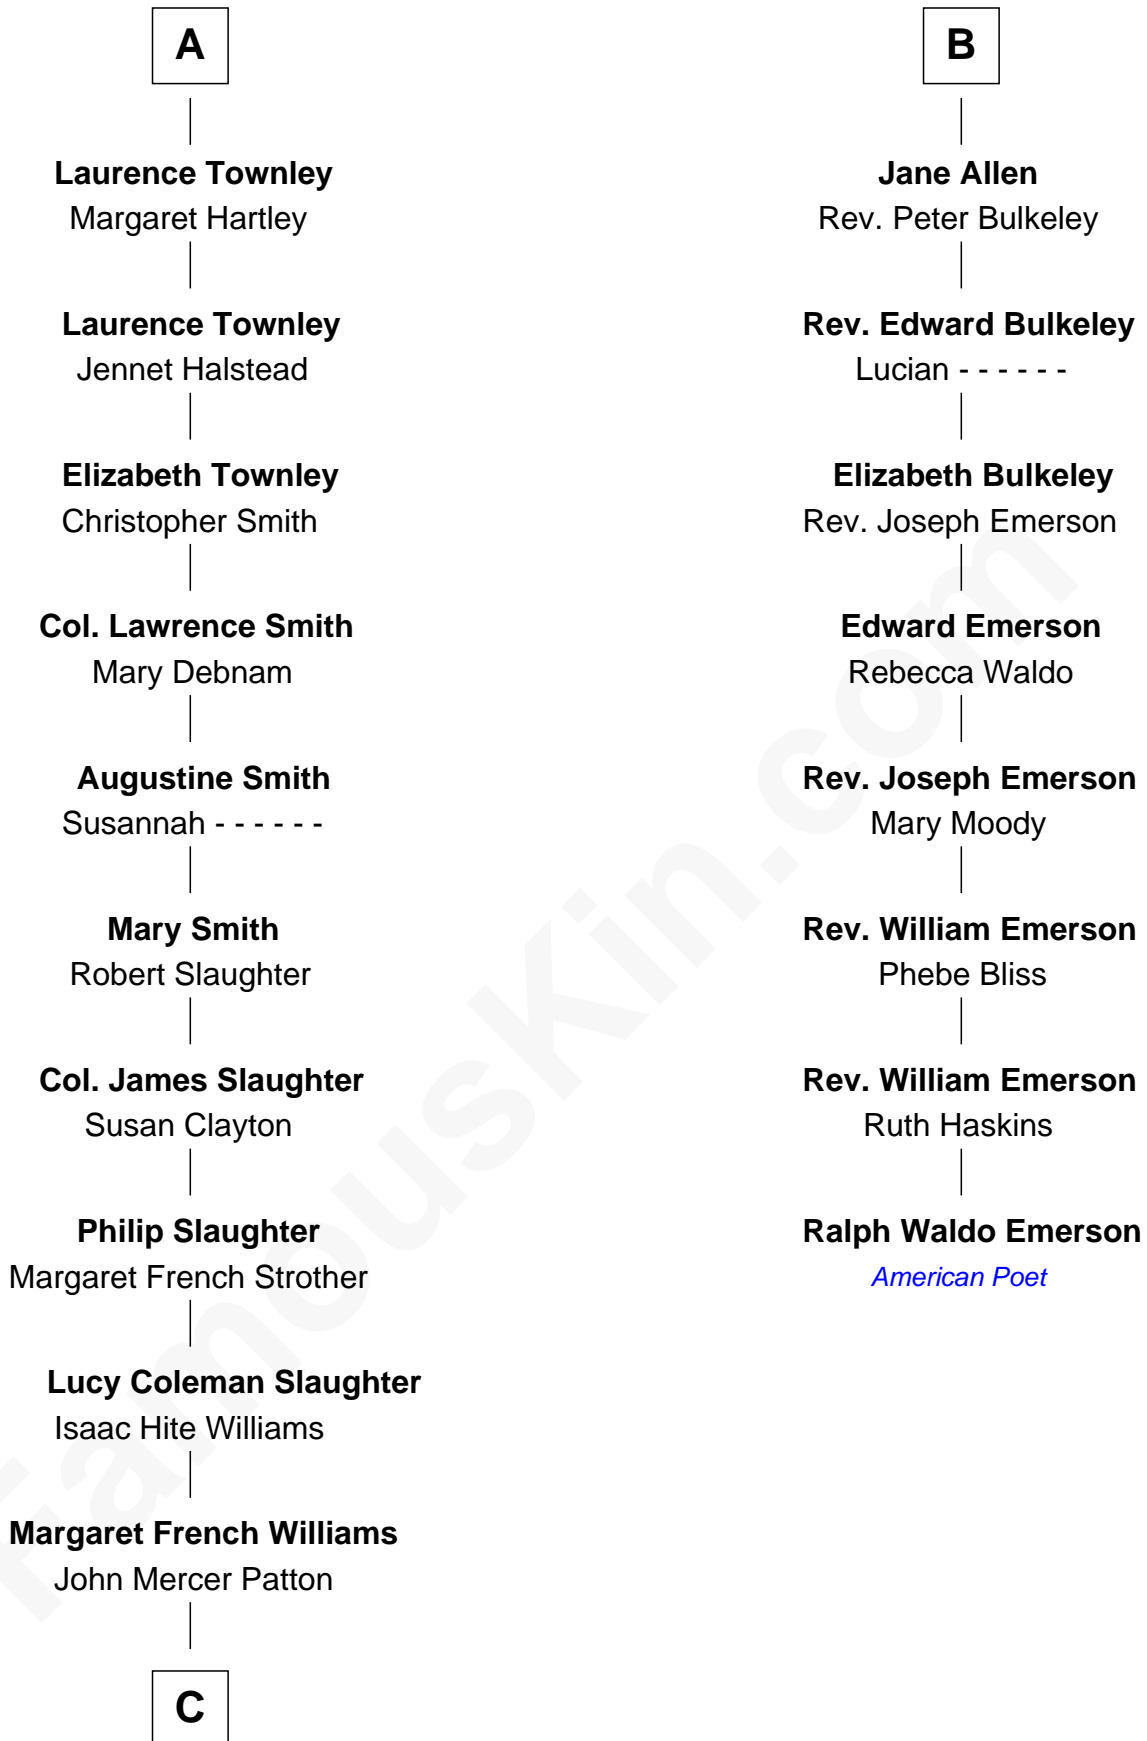 A
Laurence Townley
Margaret Hartley
Laurence Townley
Jennet Halstead
Elizabeth Townley
Christopher Smith
Col. Lawrence Smith
Mary Debnam
Augustine Smith
Susannah - - - - - -
Mary Smith
Robert Slaughter
Col. James Slaughter
Susan Clayton
Philip Slaughter
Margaret French Strother
Lucy Coleman Slaughter
Isaac Hite Williams
Margaret French Williams
John Mercer Patton
C
B
Jane Allen
Rev. Peter Bulkeley
Rev. Edward Bulkeley
Lucian - - - - - -
Elizabeth Bulkeley
Rev. Joseph Emerson
Edward Emerson
Rebecca Waldo
Rev. Joseph Emerson
Mary Moody
Rev. William Emerson
Phebe Bliss
Rev. William Emerson
Ruth Haskins
Ralph Waldo Emerson
American Poet
FamousKin.com